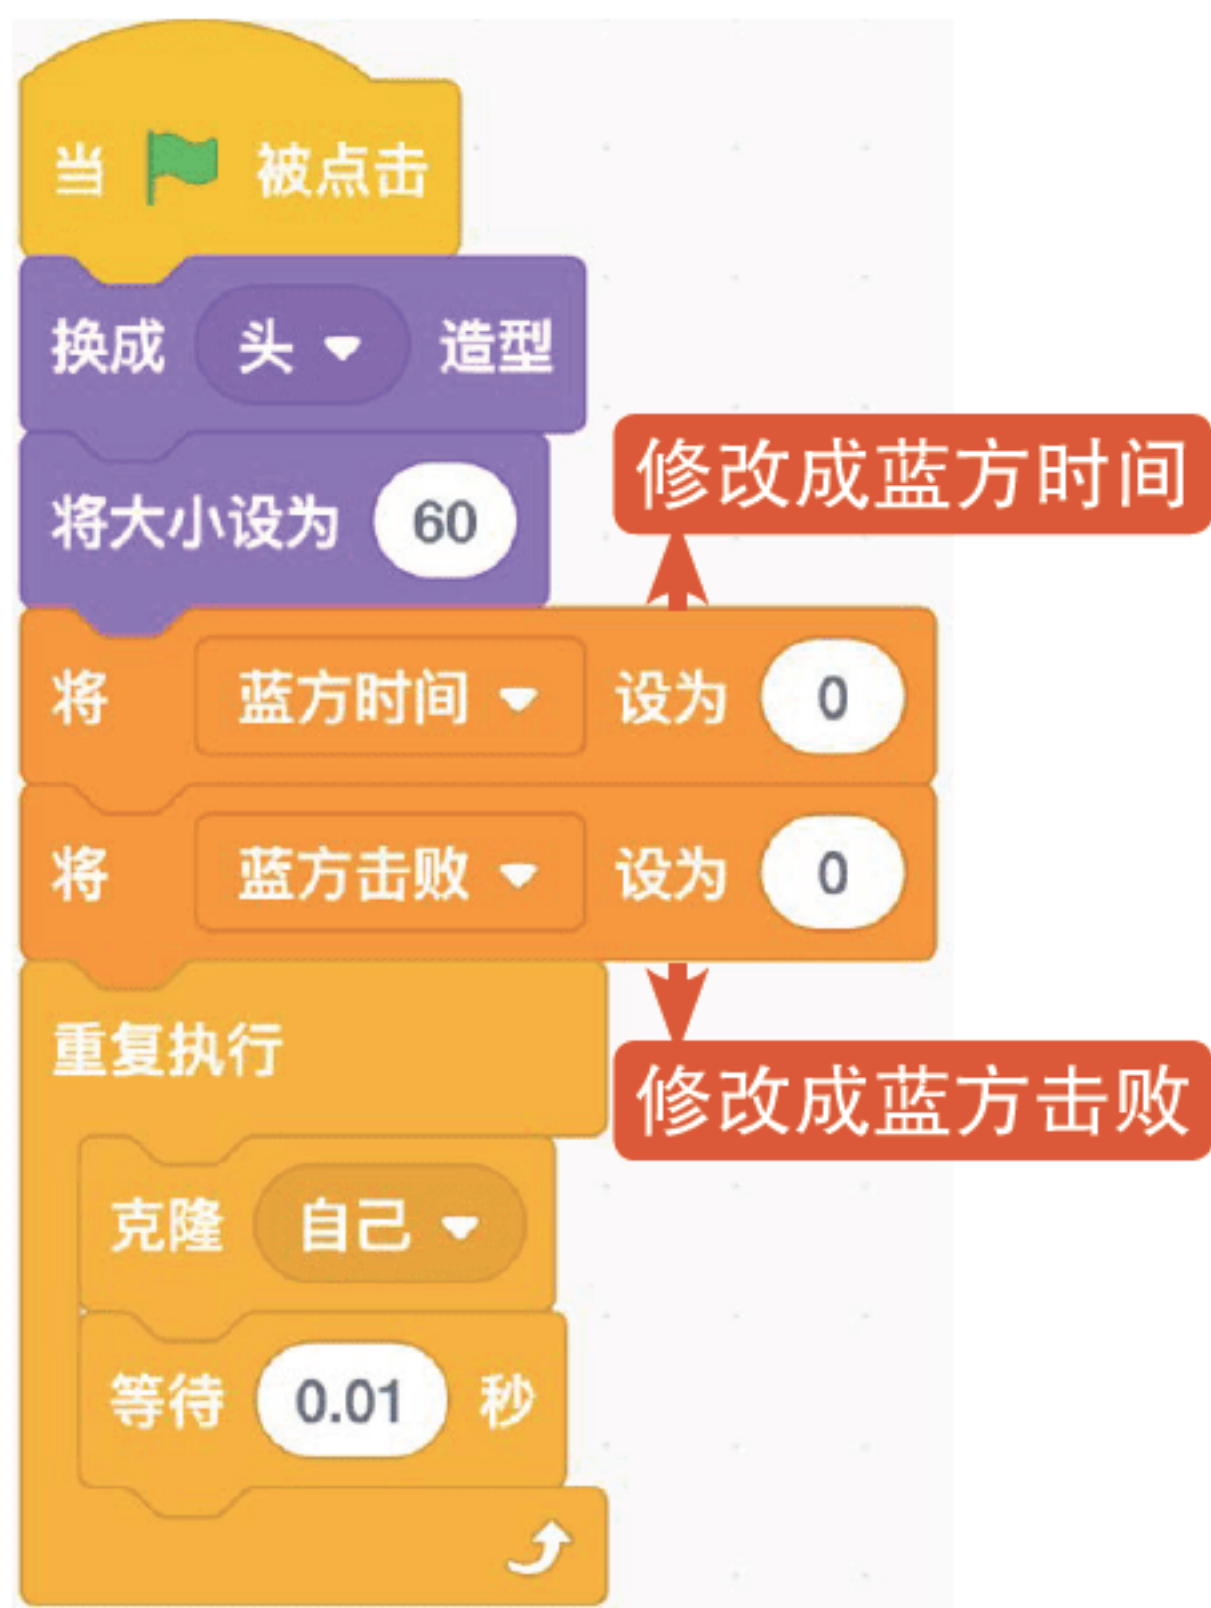 当 被点击
换成 头 造型
将大小设为 60
修改成蓝方时间
将 蓝方时间 设为 0
将 蓝方击败 设为 0
重复执行
修改成蓝方击败
克隆 自己
等待 0.01 秒